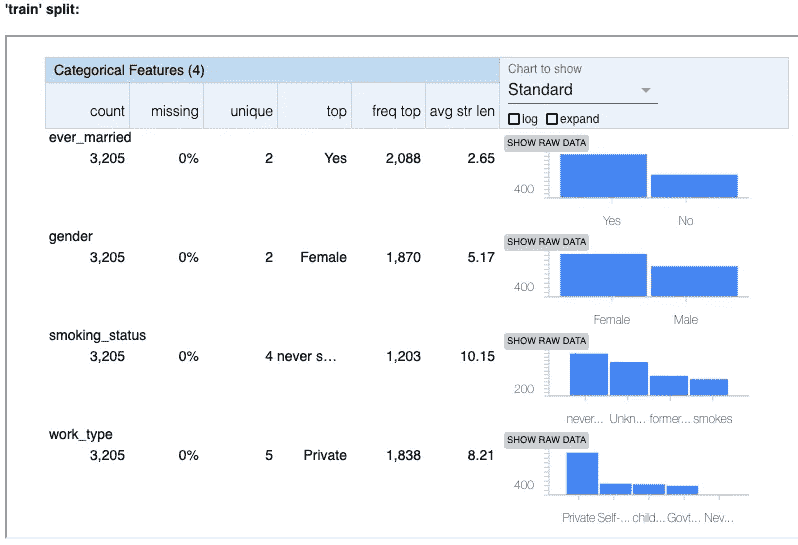 'train' split:
Categorical Features (4)
Chart to show
Standard
count missing unique top freq top avg str len
log expand
ever_married
3,205 0% 2 Yes 2,088 2.65
SHOW RAW DATA
400
Yes No
gender
3,205 0% 2 Female 1,870 5.17
SHOW RAW DATA
400
Female Male
smoking_status
3,205 0% 4 never s... 1,203 10.15
SHOW RAW DATA
200
never... Unkn... former... smokes
work_type
3,205 0% 5 Private 1,838 8.21
SHOW RAW DATA
400
Private Self-... child... Govt... Nev...